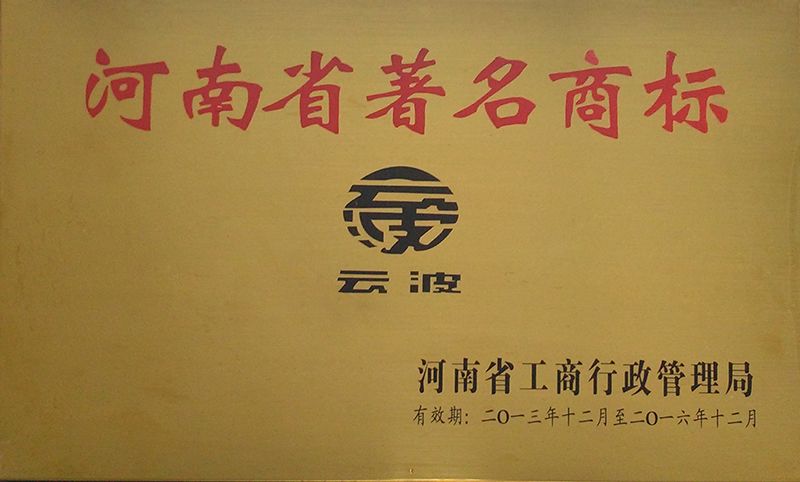 河南省著名商标
云波
河南省工商行政管理局
有效期：二〇一三年十二月至二〇一六年十二月